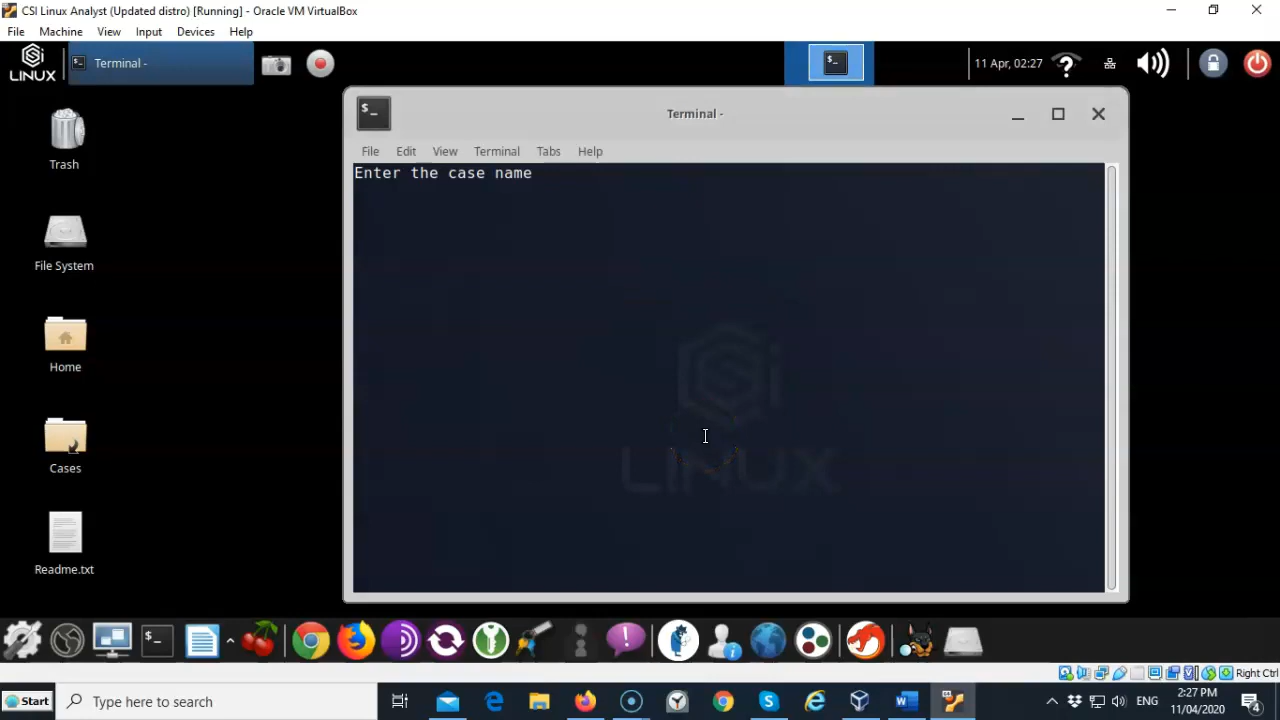 CSI Linux Analyst (Updated distro) [Running] - Oracle VM VirtualBox
File Machine View Input Devices Help
LINUX
Terminal -
11 Apr, 02:27
Terminal -
File Edit View Terminal Tabs Help
Enter the case name
Trash
File System
Home
Cases
Readme.txt
LINUX
Right Ctrl
Start
Type here to search
ENG
2:27 PM
11/04/2020
4